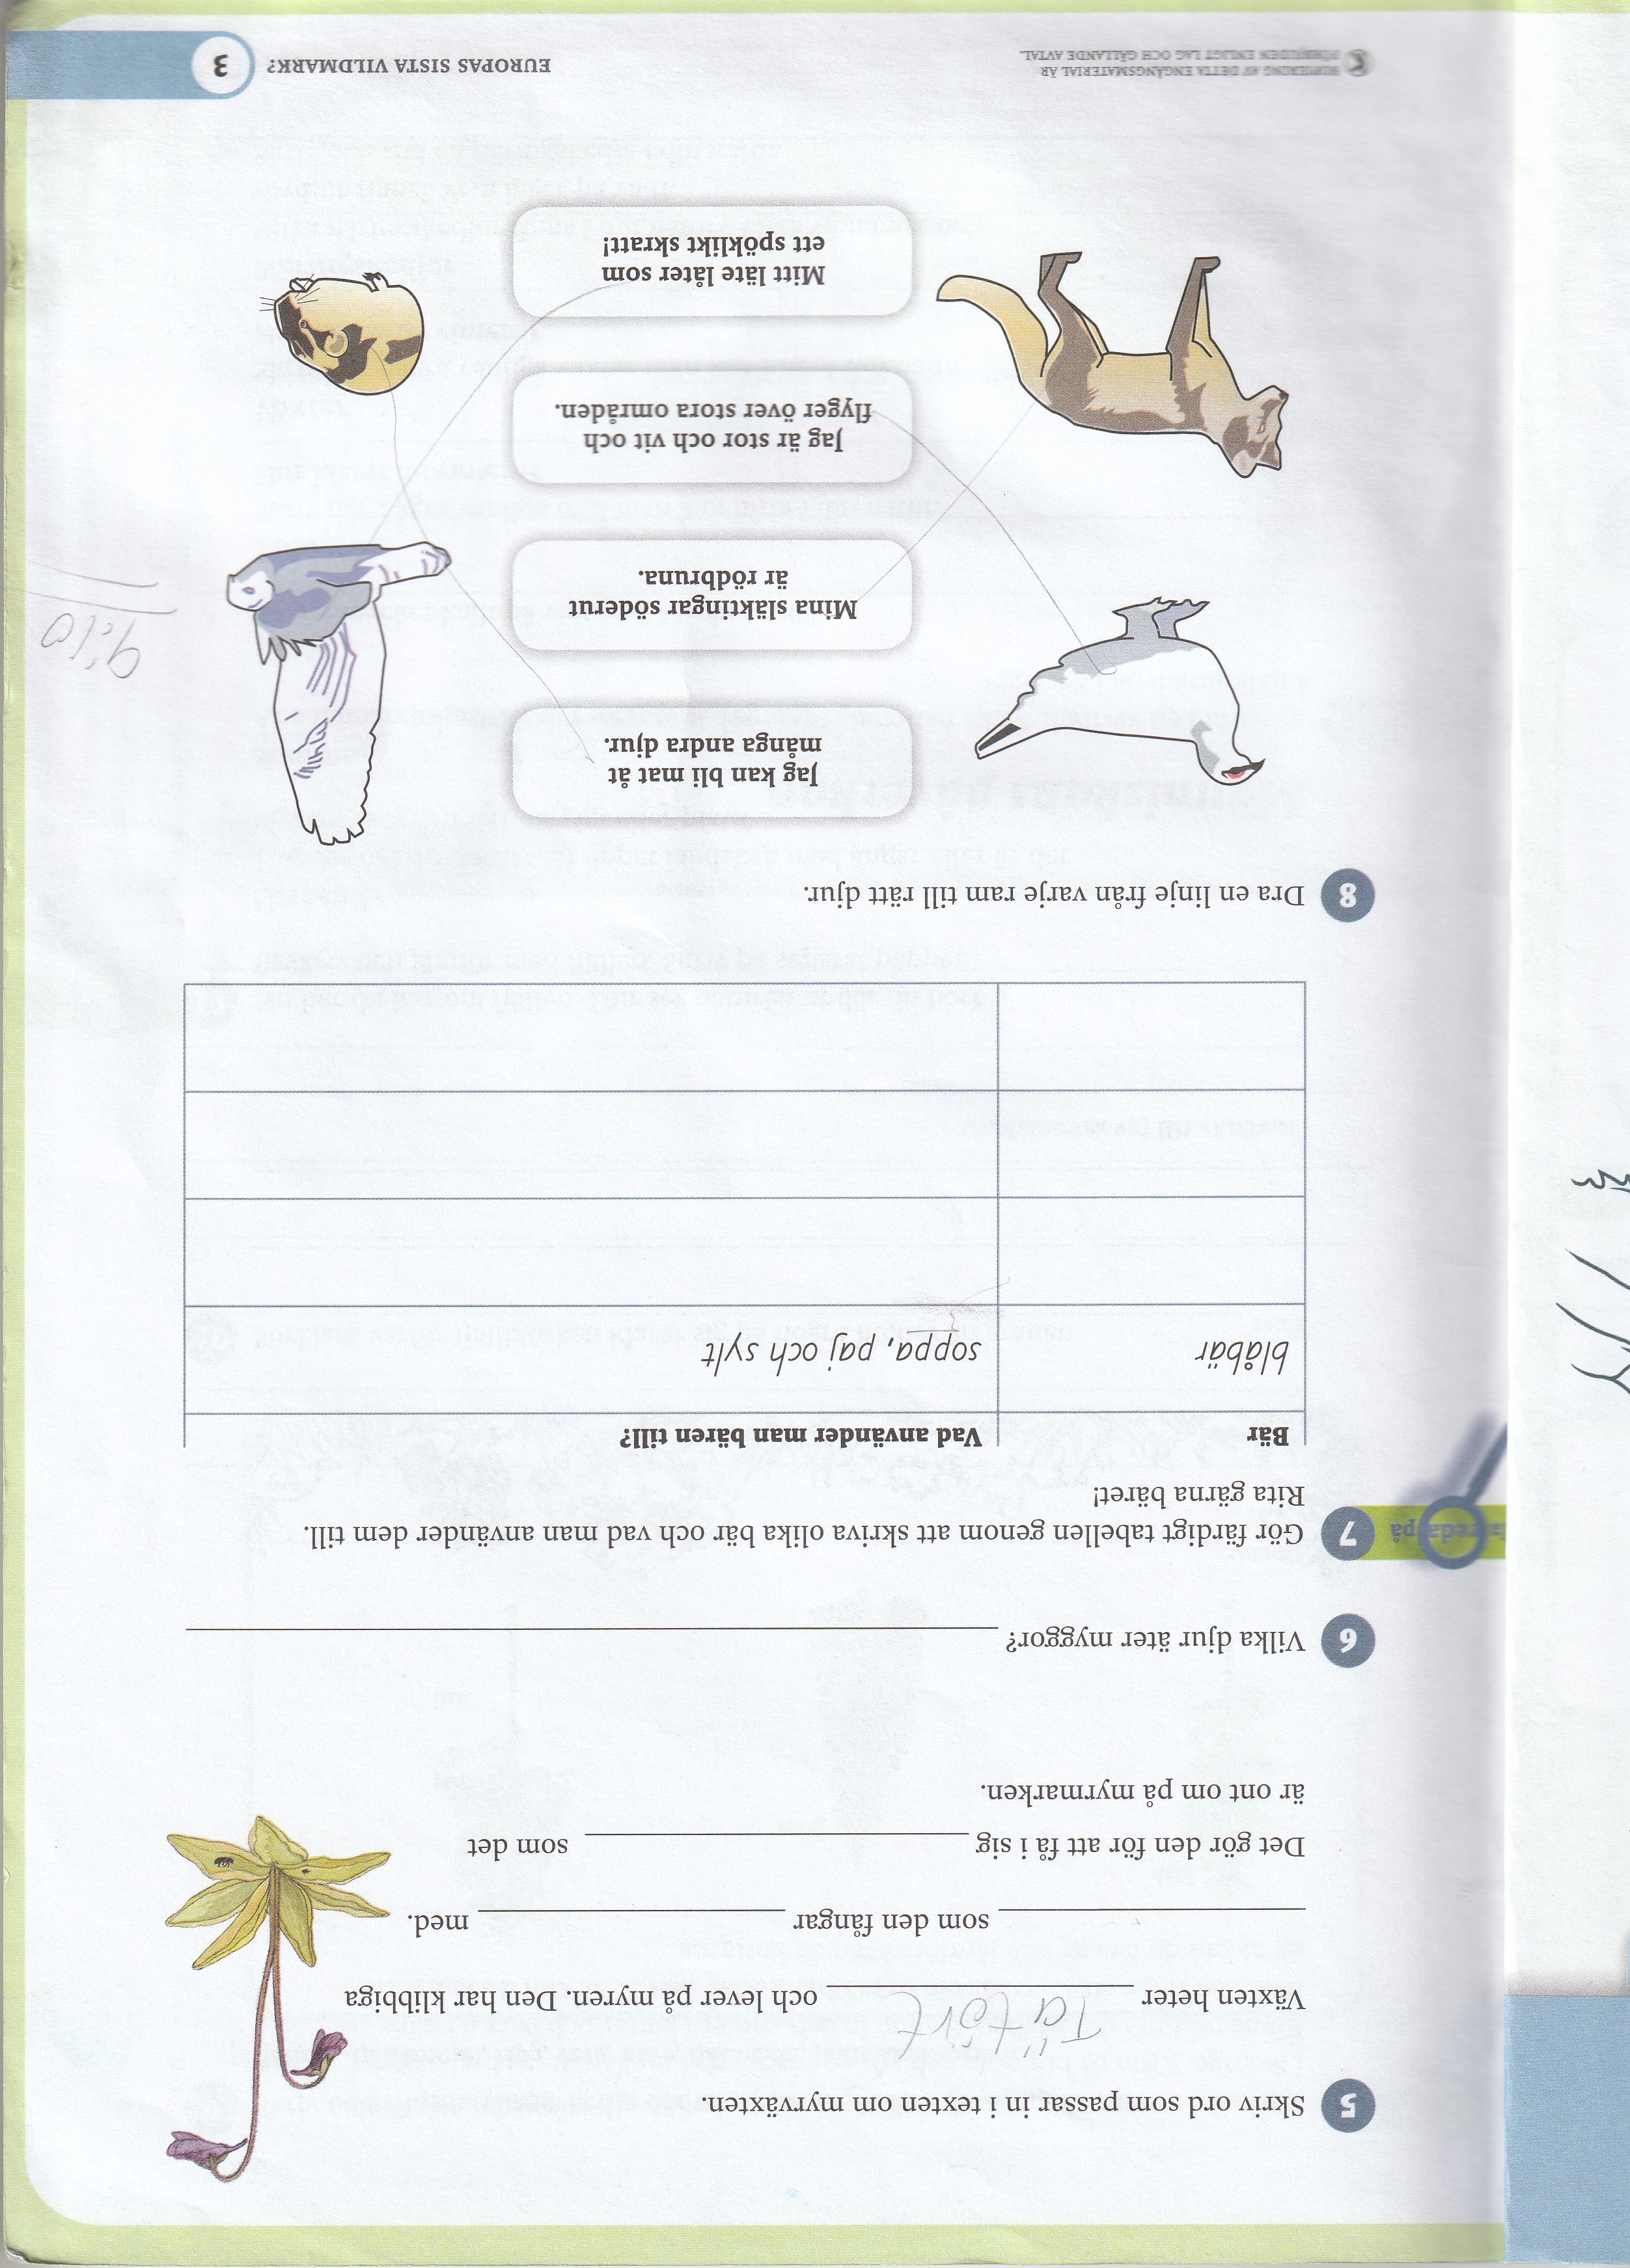 5 Skriv ord som passar in i texten om myrväxten.
Växten heter Tätört och lever på myren. Den har klibbiga
som den fångar med.
Det gör den för att få i sig som det
är ont om på myrmarken.
6 Vilka djur äter myggor?
reda på 7 Gör färdigt tabellen genom att skriva olika bär och vad man använder dem till.
Rita gärna bäret!
Bär Vad använder man bären till?
blåbär soppa, paj och sylt
8 Dra en linje från varje ram till rätt djur.
Jag kan bli mat åt
många andra djur.
Mina släktingar söderut
är rödbruna.
9:10
Jag är stor och vit och
flyger över stora områden.
Mitt läte låter som
ett spöklikt skratt!
KOPIERING AV DETTA ENGÅNGSMATERIAL ÄR
FÖRBJUDEN ENLIGT LAG OCH GÄLLANDE AVTAL.
EUROPAS SISTA VILDMARK? 3